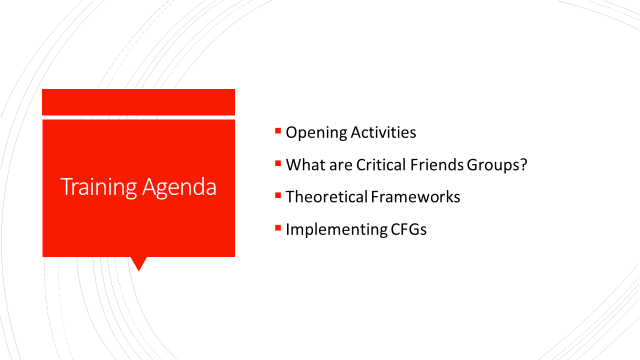 Training Agenda
Opening Activities
What are Critical Friends Groups?
Theoretical Frameworks
Implementing CFGs